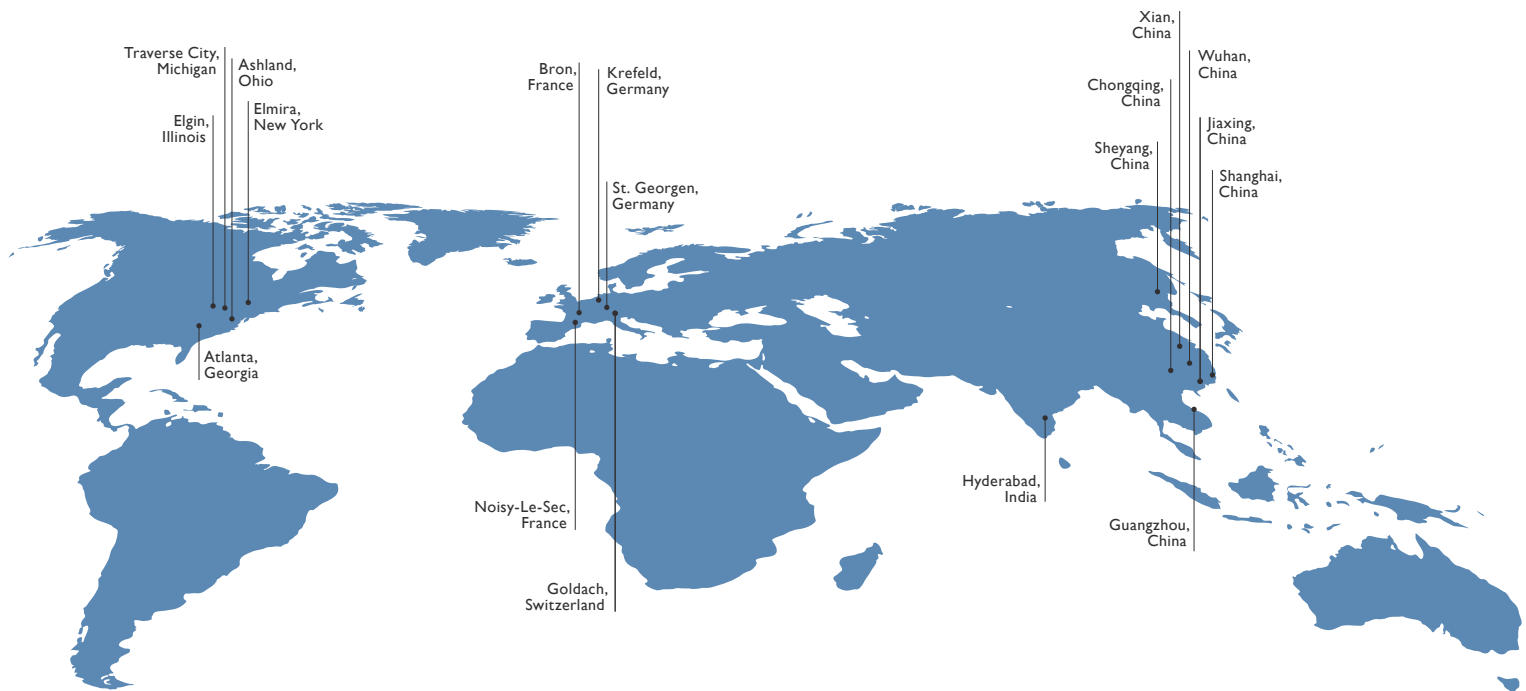 Traverse City,
Michigan
Ashland,
Ohio
Elgin,
Illinois
Elmira,
New York
Atlanta,
Georgia
Bron,
France
Krefeld,
Germany
St. Georgen,
Germany
Noisy-Le-Sec,
France
Goldach,
Switzerland
Xian,
China
Wuhan,
China
Chongqing,
China
Jiaxing,
China
Sheyang,
China
Shanghai,
China
Hyderabad,
India
Guangzhou,
China